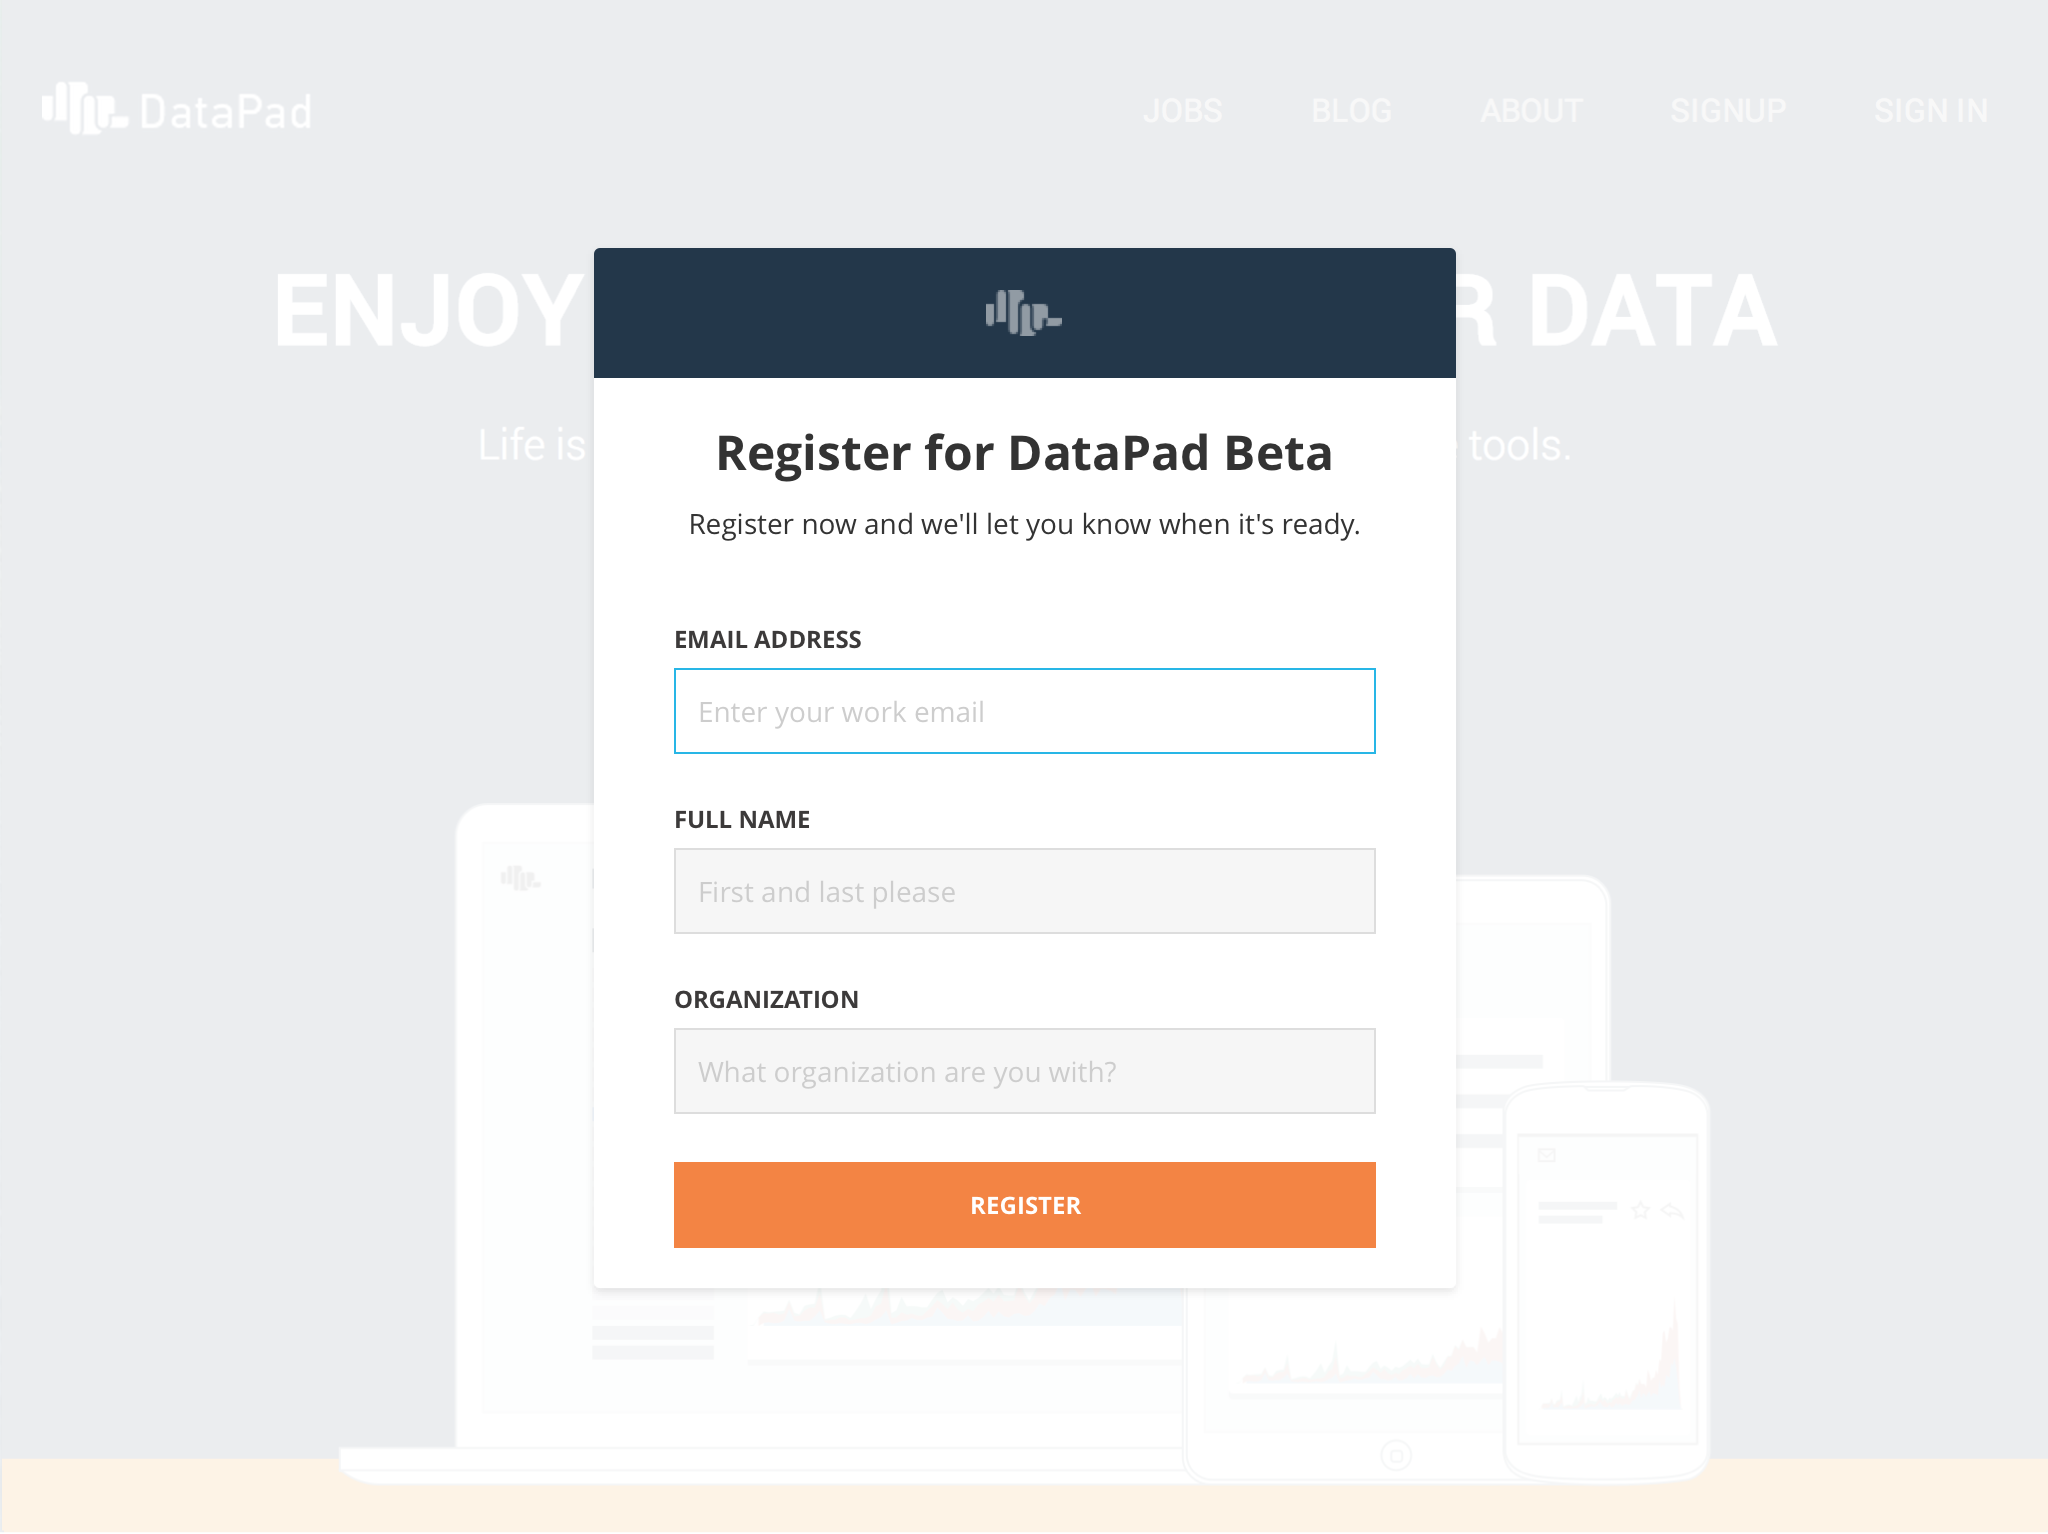 DataPad
JOBS BLOG ABOUT SIGNUP SIGN IN
ENJOY DATA
Life is tools.
Register for DataPad Beta
Register now and we'll let you know when it's ready.
EMAIL ADDRESS
Enter your work email
FULL NAME
First and last please
ORGANIZATION
What organization are you with?
REGISTER